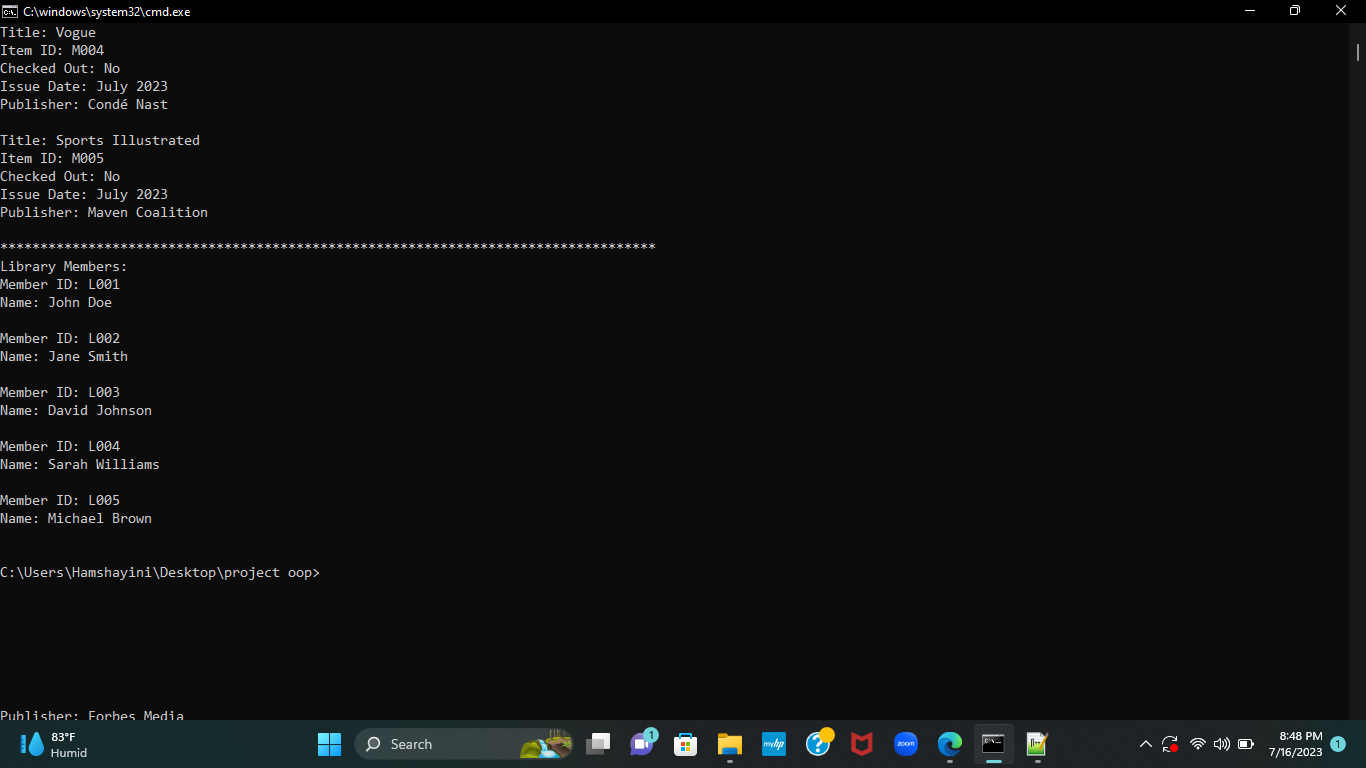 C:\windows\system32\cmd.exe
Title: Vogue
Item ID: M004
Checked Out: No
Issue Date: July 2023
Publisher: Condé Nast
Title: Sports Illustrated
Item ID: M005
Checked Out: No
Issue Date: July 2023
Publisher: Maven Coalition
**********************************************************************************
Library Members:
Member ID: L001
Name: John Doe
Member ID: L002
Name: Jane Smith
Member ID: L003
Name: David Johnson
Member ID: L004
Name: Sarah Williams
Member ID: L005
Name: Michael Brown
C:\Users\Hamshayini\Desktop\project oop>
Publisher: Forbes Media
83°F
Humid
Search
1
myhp
zoom
8:48 PM
7/16/2023
1